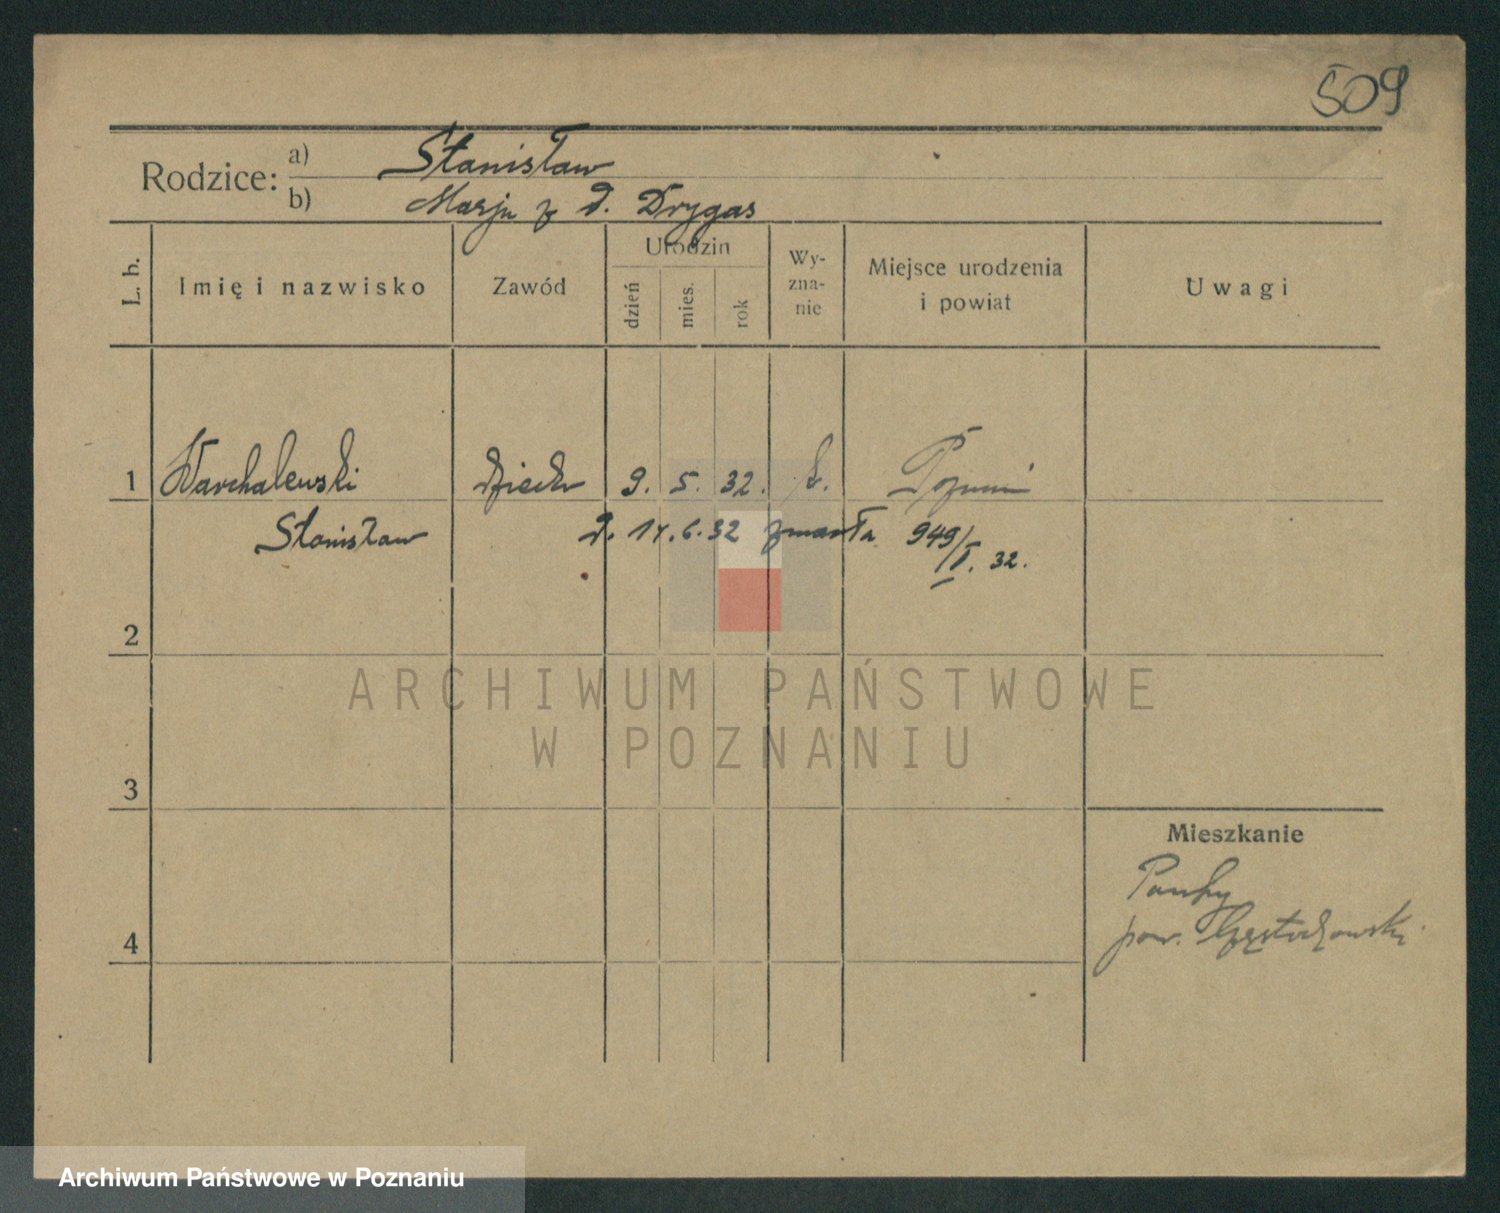 509
Rodzice: a) Stanisław
b) Marja z d. Drygas
L. b. Imię i nazwisko Zawód Urodzin dzień mies. rok Wy-zna-nie Miejsce urodzenia i powiat Uwagi
1 Warchalewski 9. 5. 32. k. Poznań
Stanisław d. 14.6.32 zmarła 949/I. 32.
2
3
Mieszkanie
4
pow. Częstochowski
ARCHIWUM PAŃSTWOWE
W POZNANIU
Archiwum Państwowe w Poznaniu